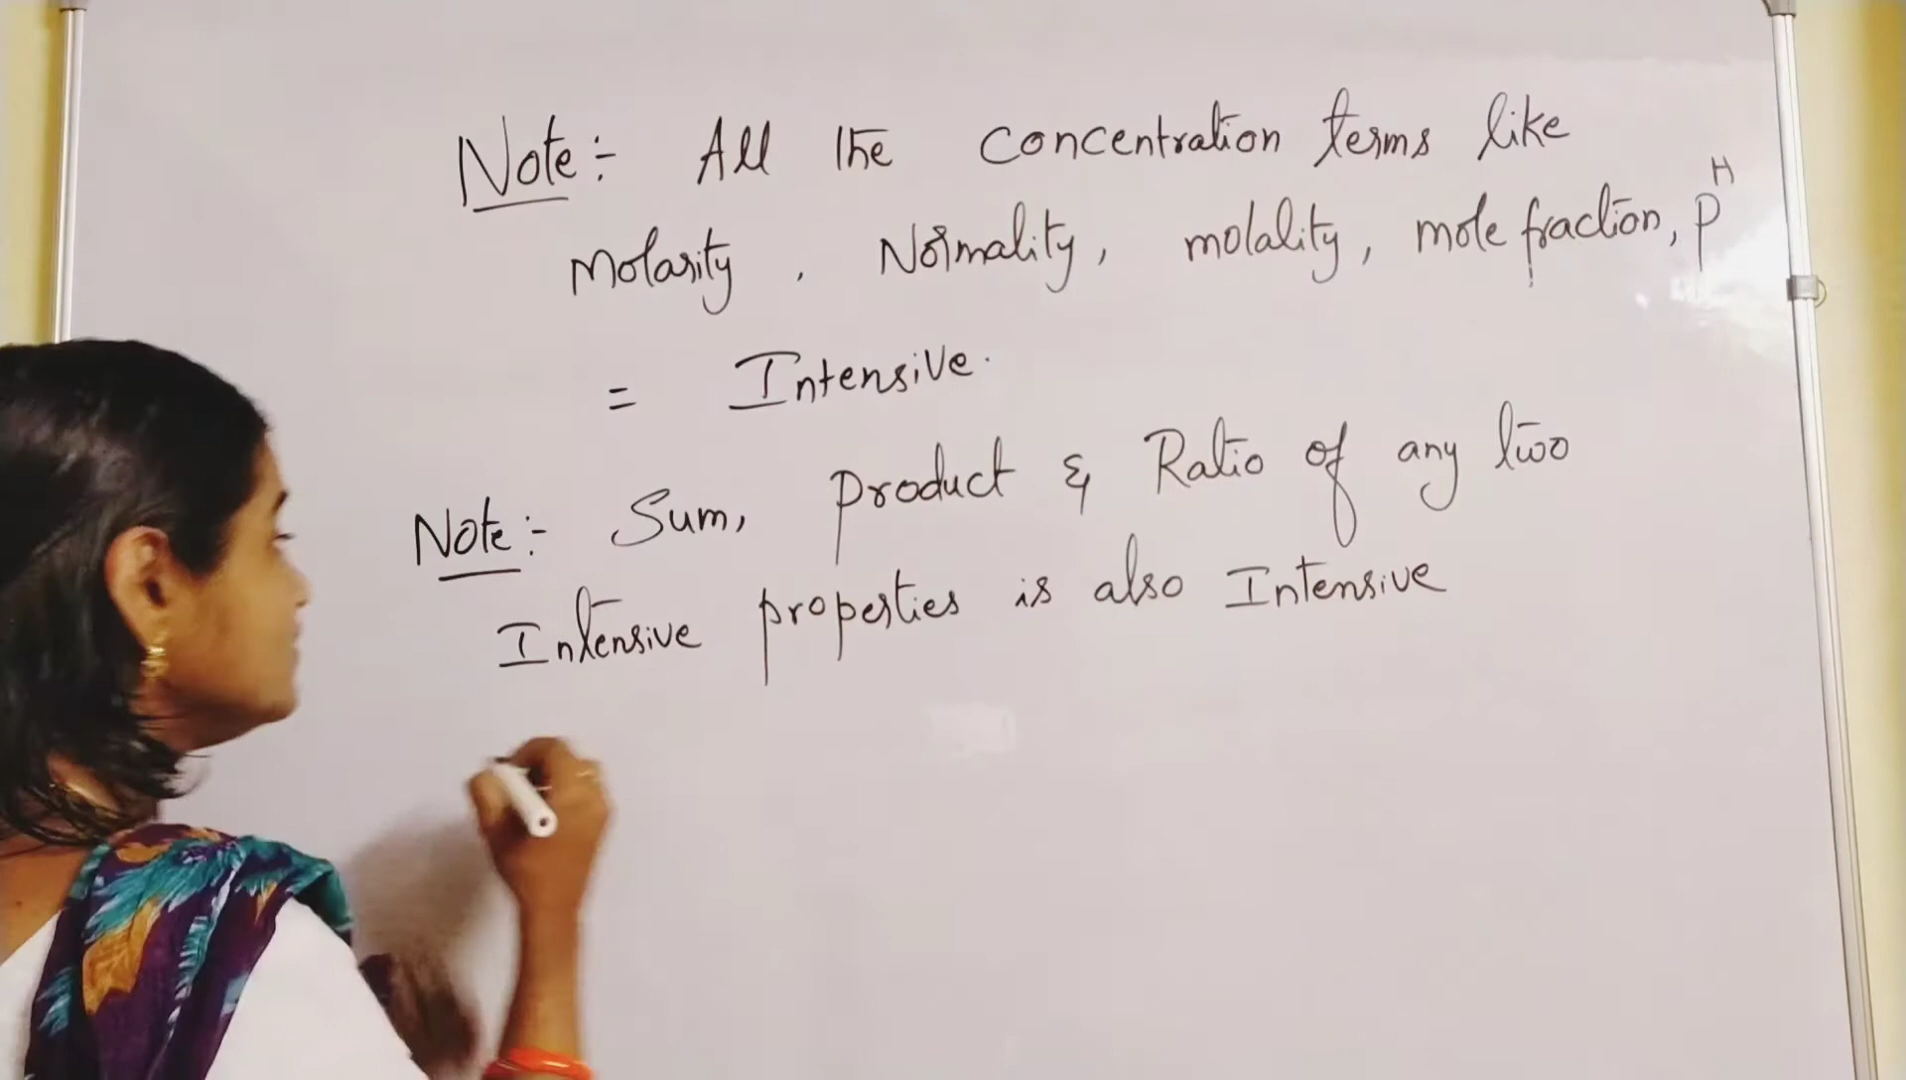 Note:- All the concentration terms like
Molarity, Normality, molality, mole fraction, pH
= Intensive.
Note:- Sum, product & Ratio of any two
Intensive properties is also Intensive